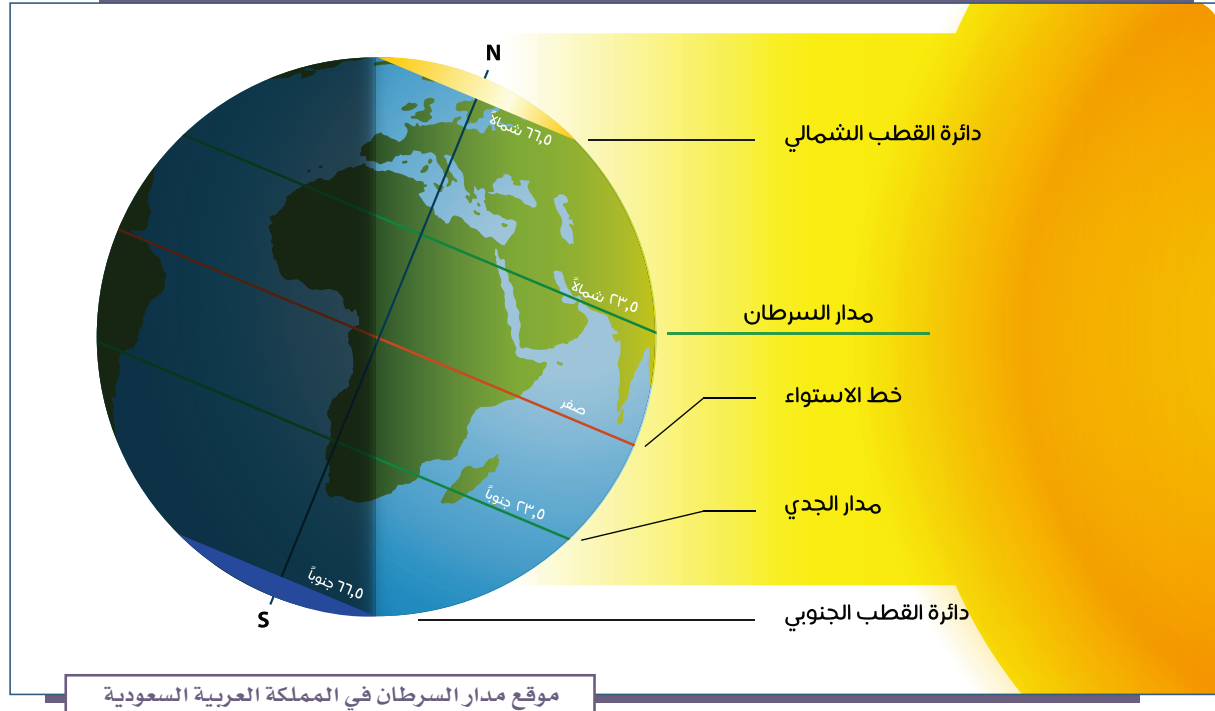 N
٦٦,٥ شمالاً
دائرة القطب الشمالي
٢٣,٥ شمالاً
مدار السرطان
خط الاستواء
صفر
مدار الجدي
٢٣,٥ جنوباً
٦٦,٥ جنوباً
دائرة القطب الجنوبي
S
موقع مدار السرطان في المملكة العربية السعودية